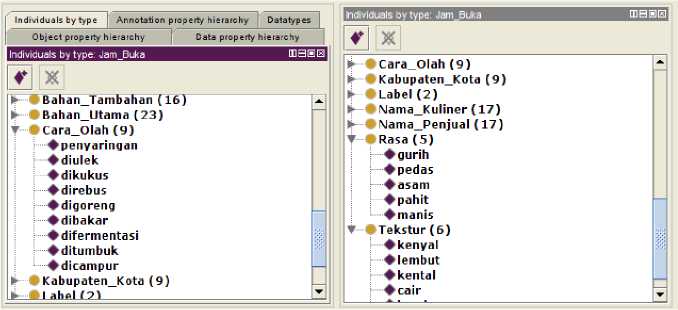 Individuals by type Annotation property hierarchy Datatypes
Object property hierarchy Data property hierarchy
Individuals by type: Jam_Buka
Bahan_Tambahan (16)
Bahan_Utama (23)
Cara_Olah (9)
penyaringan
diulek
dikukus
direbus
digoreng
dibakar
difermentasi
ditumbuk
dicampur
Kabupaten_Kota (9)
Label (2)
Individuals by type: Jam_Buka
Cara_Olah (9)
Kabupaten_Kota (9)
Label (2)
Nama_Kuliner (17)
Nama_Penjual (17)
Rasa (5)
gurih
pedas
asam
pahit
manis
Tekstur (6)
kenyal
lembut
kental
cair